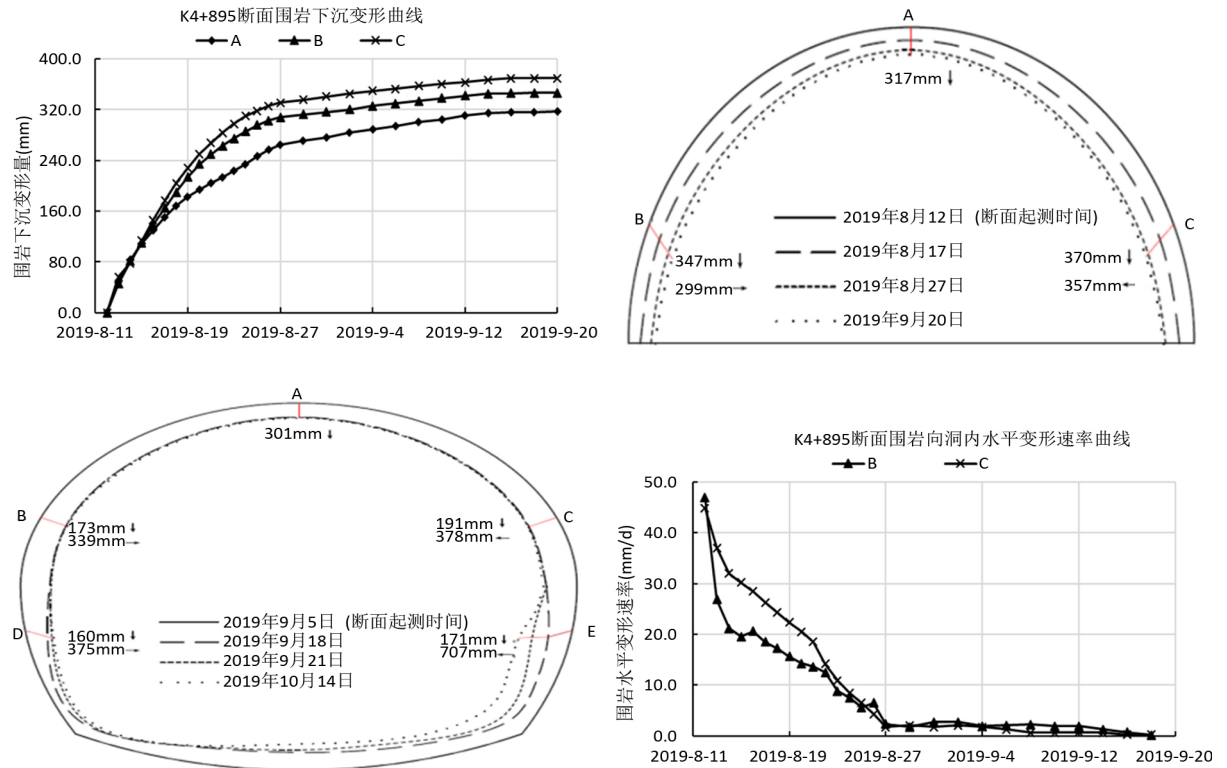 K4+895断面围岩下沉变形曲线
A B C
围岩下沉变形量(mm)
400.0
320.0
240.0
160.0
80.0
0.0
2019-8-11 2019-8-19 2019-8-27 2019-9-4 2019-9-12 2019-9-20
A
317mm
B
C
347mm
299mm
370mm
357mm
2019年8月12日 (断面起测时间)
2019年8月17日
2019年8月27日
2019年9月20日
A
301mm
B
C
173mm
339mm
191mm
378mm
D
E
160mm
375mm
171mm
707mm
2019年9月5日 (断面起测时间)
2019年9月18日
2019年9月21日
2019年10月14日
K4+895断面围岩向洞内水平变形速率曲线
B C
围岩水平变形速率(mm/d)
50.0
40.0
30.0
20.0
10.0
0.0
2019-8-11 2019-8-19 2019-8-27 2019-9-4 2019-9-12 2019-9-20